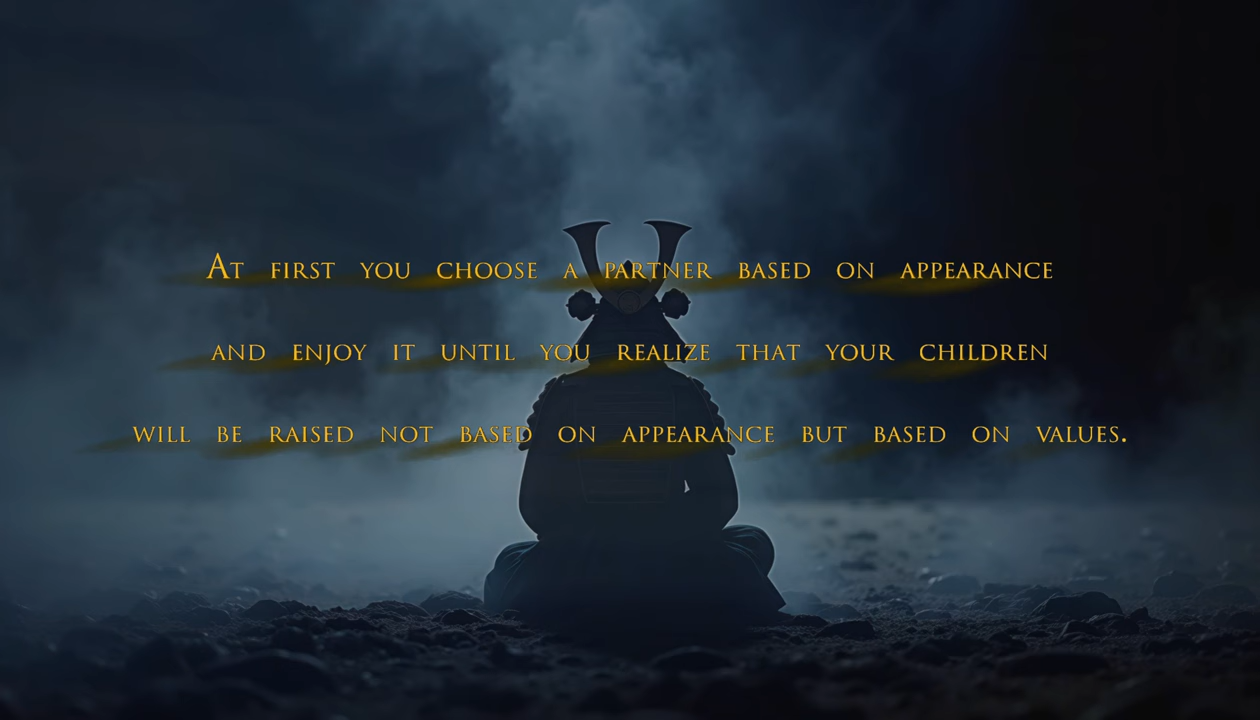 At first you choose a partner based on appearance
and enjoy it until you realize that your children
will be raised not based on appearance but based on values.